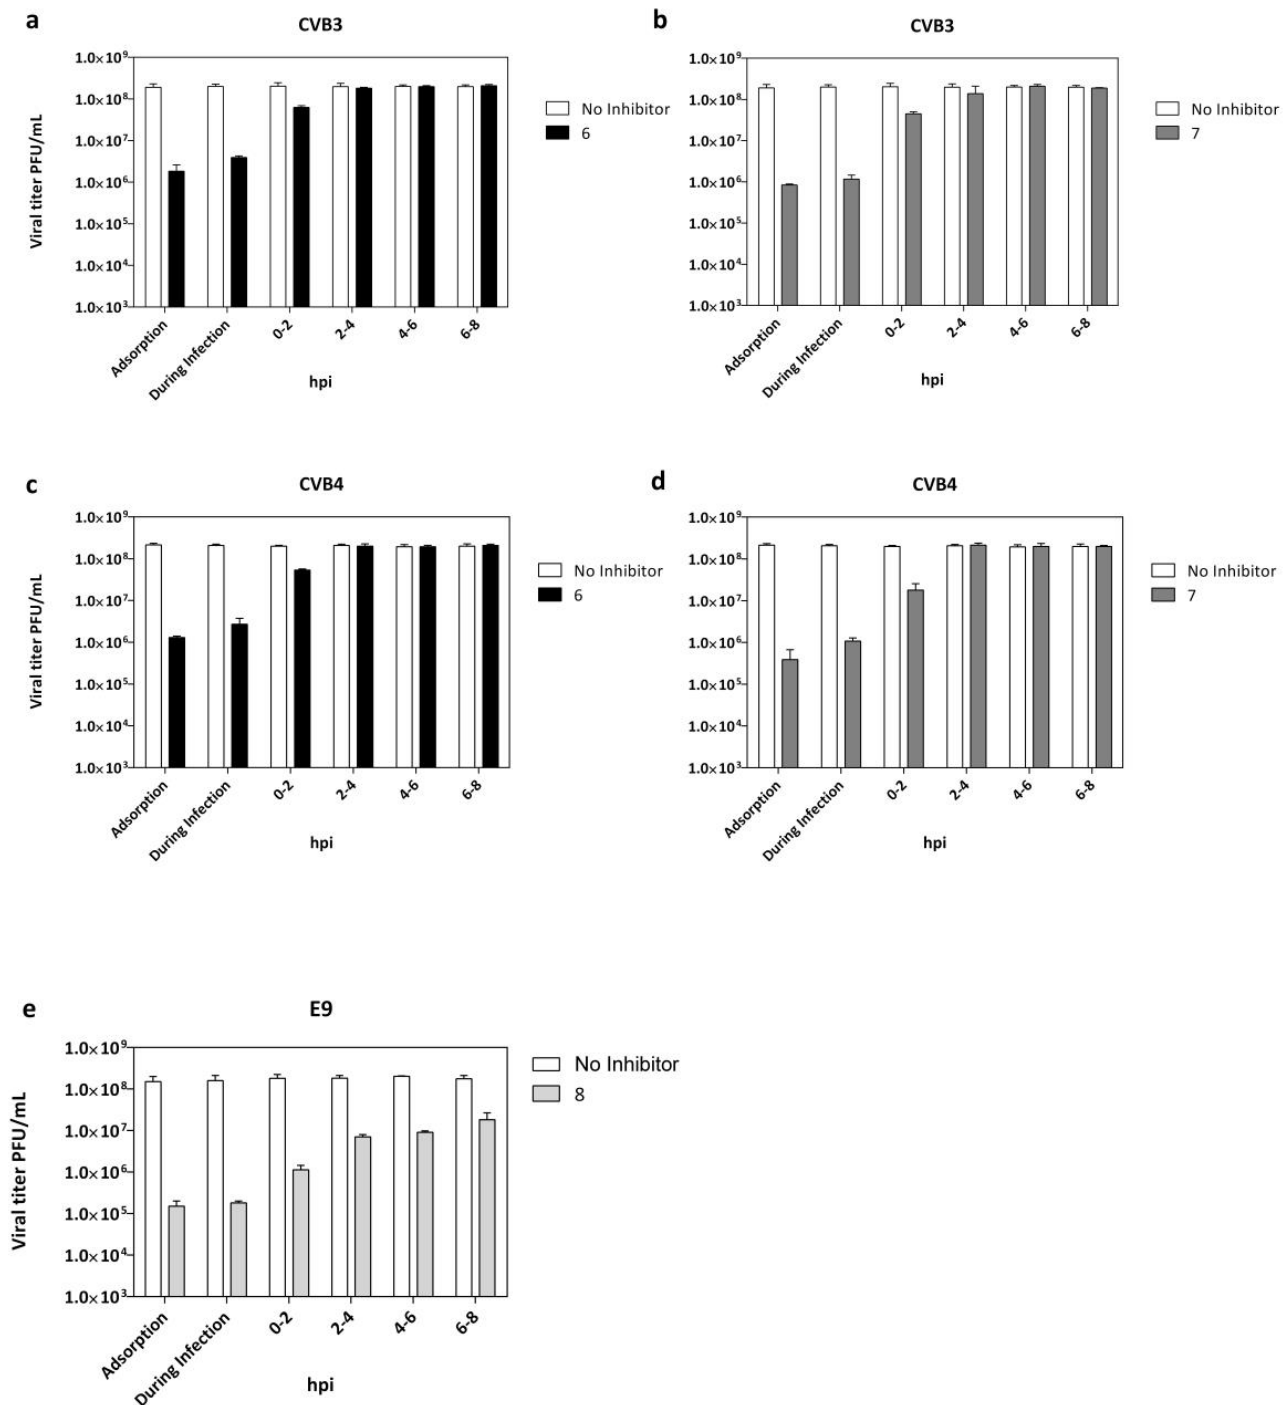 a
CVB3
1.0×10⁹
1.0×10⁸
1.0×10⁷
1.0×10⁶
1.0×10⁵
1.0×10⁴
1.0×10³
Viral titer PFU/mL
Adsorption
During Infection
0-2
2-4
4-6
6-8
hpi
No Inhibitor
6
b
CVB3
1.0×10⁹
1.0×10⁸
1.0×10⁷
1.0×10⁶
1.0×10⁵
1.0×10⁴
1.0×10³
Adsorption
During Infection
0-2
2-4
4-6
6-8
hpi
No Inhibitor
7
c
CVB4
1.0×10⁹
1.0×10⁸
1.0×10⁷
1.0×10⁶
1.0×10⁵
1.0×10⁴
1.0×10³
Viral titer PFU/mL
Adsorption
During Infection
0-2
2-4
4-6
6-8
hpi
No Inhibitor
6
d
CVB4
1.0×10⁹
1.0×10⁸
1.0×10⁷
1.0×10⁶
1.0×10⁵
1.0×10⁴
1.0×10³
Adsorption
During Infection
0-2
2-4
4-6
6-8
hpi
No Inhibitor
7
e
E9
1.0×10⁹
1.0×10⁸
1.0×10⁷
1.0×10⁶
1.0×10⁵
1.0×10⁴
1.0×10³
Viral titer PFU/mL
Adsorption
During Infection
0-2
2-4
4-6
6-8
hpi
No Inhibitor
8